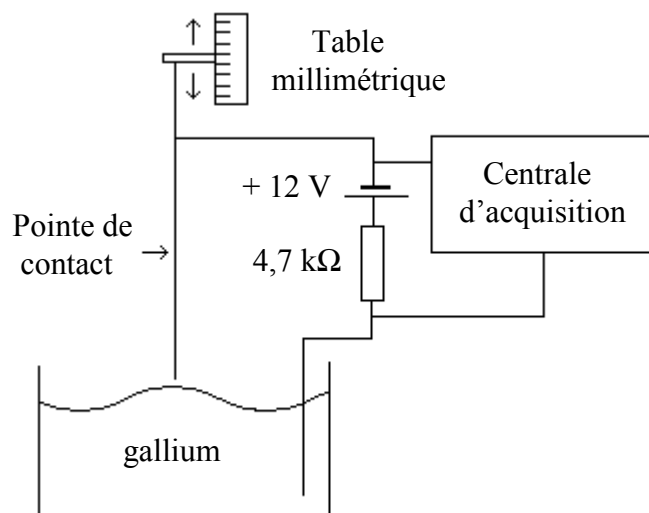 Table
millimétrique
+ 12 V
Centrale
d’acquisition
Pointe de
contact
4,7 kΩ
gallium